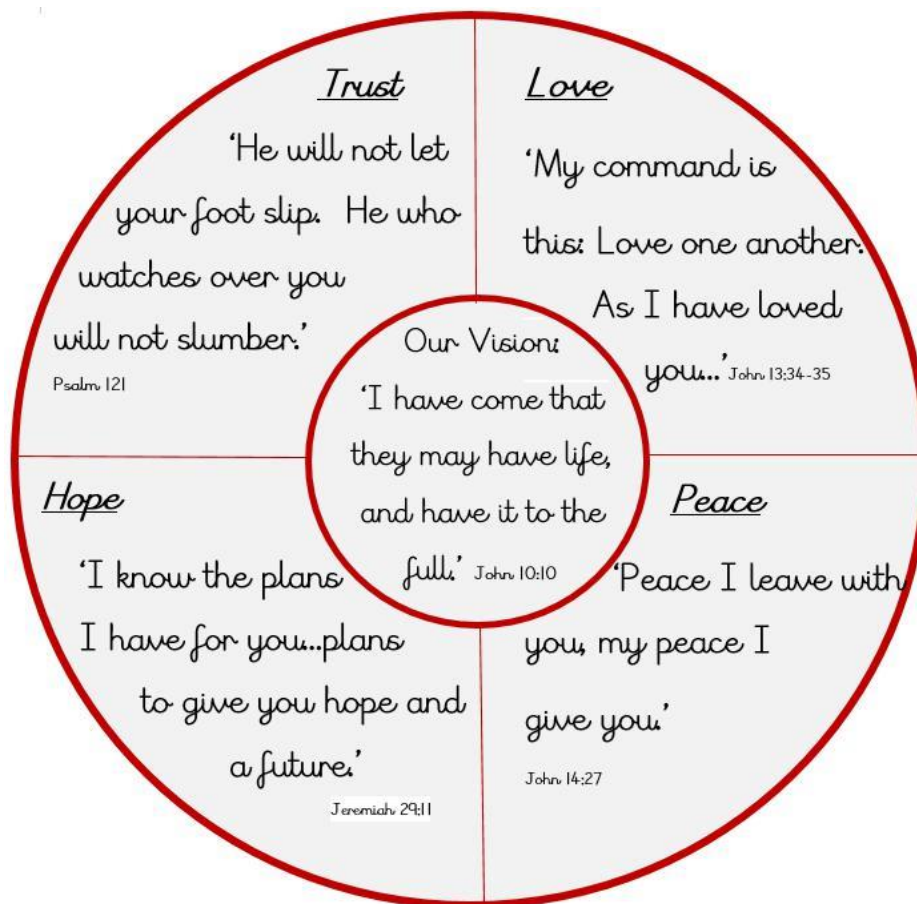 Trust
‘He will not let
your foot slip. He who
watches over you
will not slumber.’
Psalm 121
Love
‘My command is
this: Love one another.
As I have loved
you...’ John 13:34-35
Our Vision:
‘I have come that
they may have life,
and have it to the
full.’ John 10:10
Hope
‘I know the plans
I have for you...plans
to give you hope and
a future.’
Jeremiah 29:11
Peace
‘Peace I leave with
you, my peace I
give you.’
John 14:27